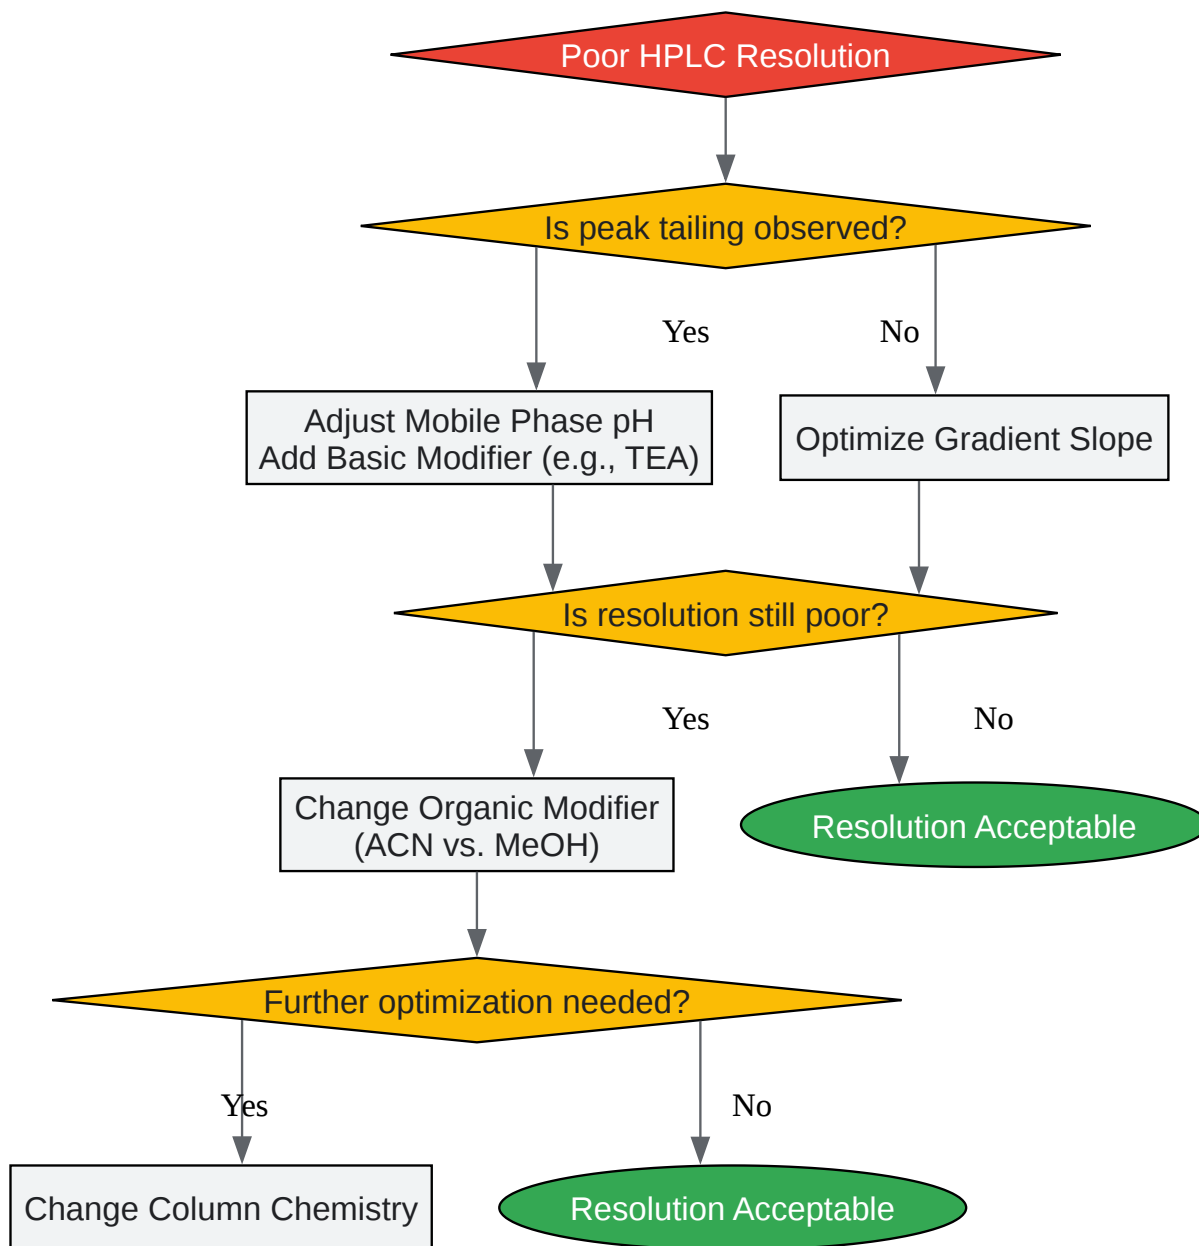 Poor HPLC Resolution
Is peak tailing observed?
Yes
No
Adjust Mobile Phase pH
Add Basic Modifier (e.g., TEA)
Optimize Gradient Slope
Is resolution still poor?
Yes
No
Change Organic Modifier
(ACN vs. MeOH)
Resolution Acceptable
Further optimization needed?
Yes
No
Change Column Chemistry
Resolution Acceptable